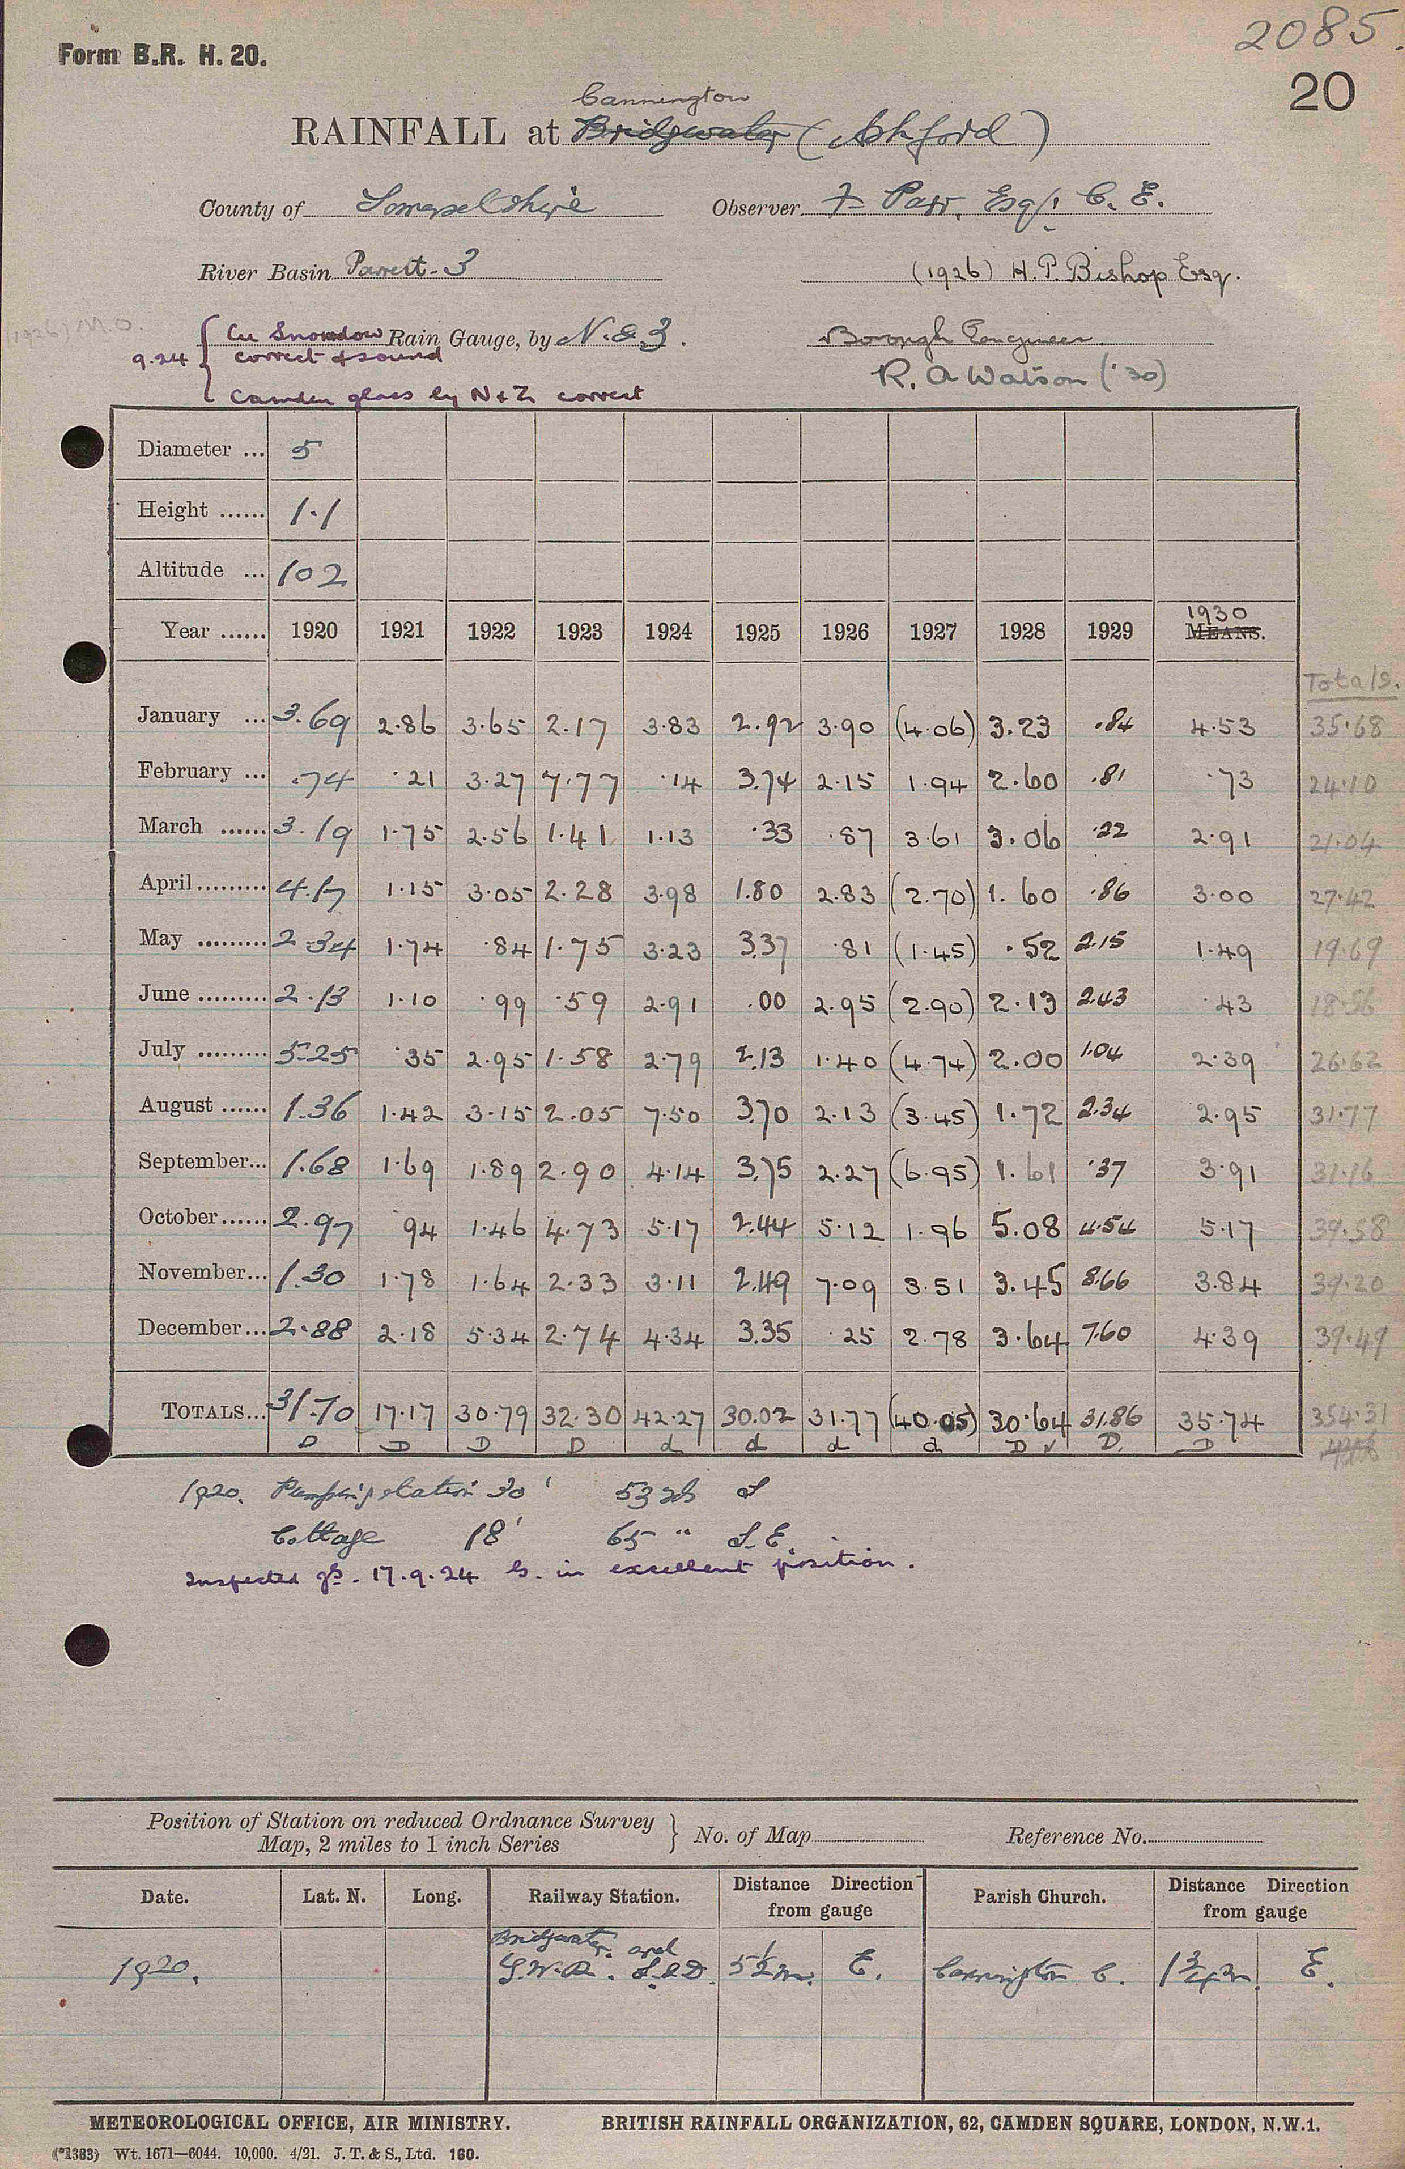 2085.
Form B.R. H. 20.
20
Cannington
RAINFALL at Bridgwater (Ashford)
County of Somersetshire Observer F Parr, Esq., C. E.
River Basin Parrett-3 (1926) H.P. Bishop Esq.
(1926) M.O.
Cu Snowdon Rain Gauge, by N. & Z. Borough Engineer
9.24 correct & sound
R. A Watson ('30)
Camden glass by N & Z correct
Diameter ... 5
Height ...... 1.1
Altitude ... 102
Year ...... 1920 1921 1922 1923 1924 1925 1926 1927 1928 1929 1930 MEANS.
Totals.
January ... 3.69 2.86 3.65 2.17 3.83 2.92 3.90 (4.06) 3.23 .84 4.53 35.68
February ... .74 .21 3.27 7.77 .14 3.74 2.15 1.94 2.60 .81 .73 24.10
March ...... 3.19 1.75 2.56 1.41 1.13 .33 .87 3.61 3.06 .22 2.91 21.04
April ......... 4.17 1.15 3.05 2.28 3.98 1.80 2.83 (2.70) 1.60 .86 3.00 27.42
May ......... 2.34 1.74 .84 1.75 3.23 3.37 .81 (1.45) .52 2.15 1.49 19.69
June ......... 2.13 1.10 .99 .59 2.91 .00 2.95 (2.90) 2.13 2.43 .43 18.56
July ......... 5.25 .35 2.95 1.58 2.79 2.13 1.40 (4.74) 2.00 1.04 2.39 26.62
August ...... 1.36 1.42 3.15 2.05 7.50 3.70 2.13 (3.45) 1.72 2.34 2.95 31.77
September... 1.68 1.69 1.89 2.90 4.14 3.75 2.27 (6.95) 1.61 .37 3.91 31.16
October...... 2.97 .94 1.46 4.73 5.17 2.44 5.12 1.96 5.08 4.54 5.17 39.58
November... 1.30 1.78 1.64 2.33 3.11 2.49 7.09 3.51 3.45 8.66 3.84 39.20
December... 2.88 2.18 5.34 2.74 4.34 3.35 .25 2.78 3.64 7.60 4.39 39.49
TOTALS... 31.70 17.17 30.79 32.30 42.27 30.02 31.77 (40.05) 30.64 31.86 35.74 354.31
D D D D d d d d D v D. D
1920. Pumping station 30' 53 S
Cottage 18' 65 " S.E.
Inspected 17.9.24 G. in excellent position.
Position of Station on reduced Ordnance Survey
Map, 2 miles to 1 inch Series } No. of Map Reference No.
Date. Lat. N. Long. Railway Station. Distance Direction from gauge Parish Church. Distance Direction from gauge
Bridgwater. and
1920. G.W.R. S.&D. 5½m. E. Cannington C. 1¾m. E.
METEOROLOGICAL OFFICE, AIR MINISTRY. BRITISH RAINFALL ORGANIZATION, 62, CAMDEN SQUARE, LONDON, N.W.1.
(*1383) Wt. 1671—6044. 10,000. 4/21. J. T. & S., Ltd. 160.